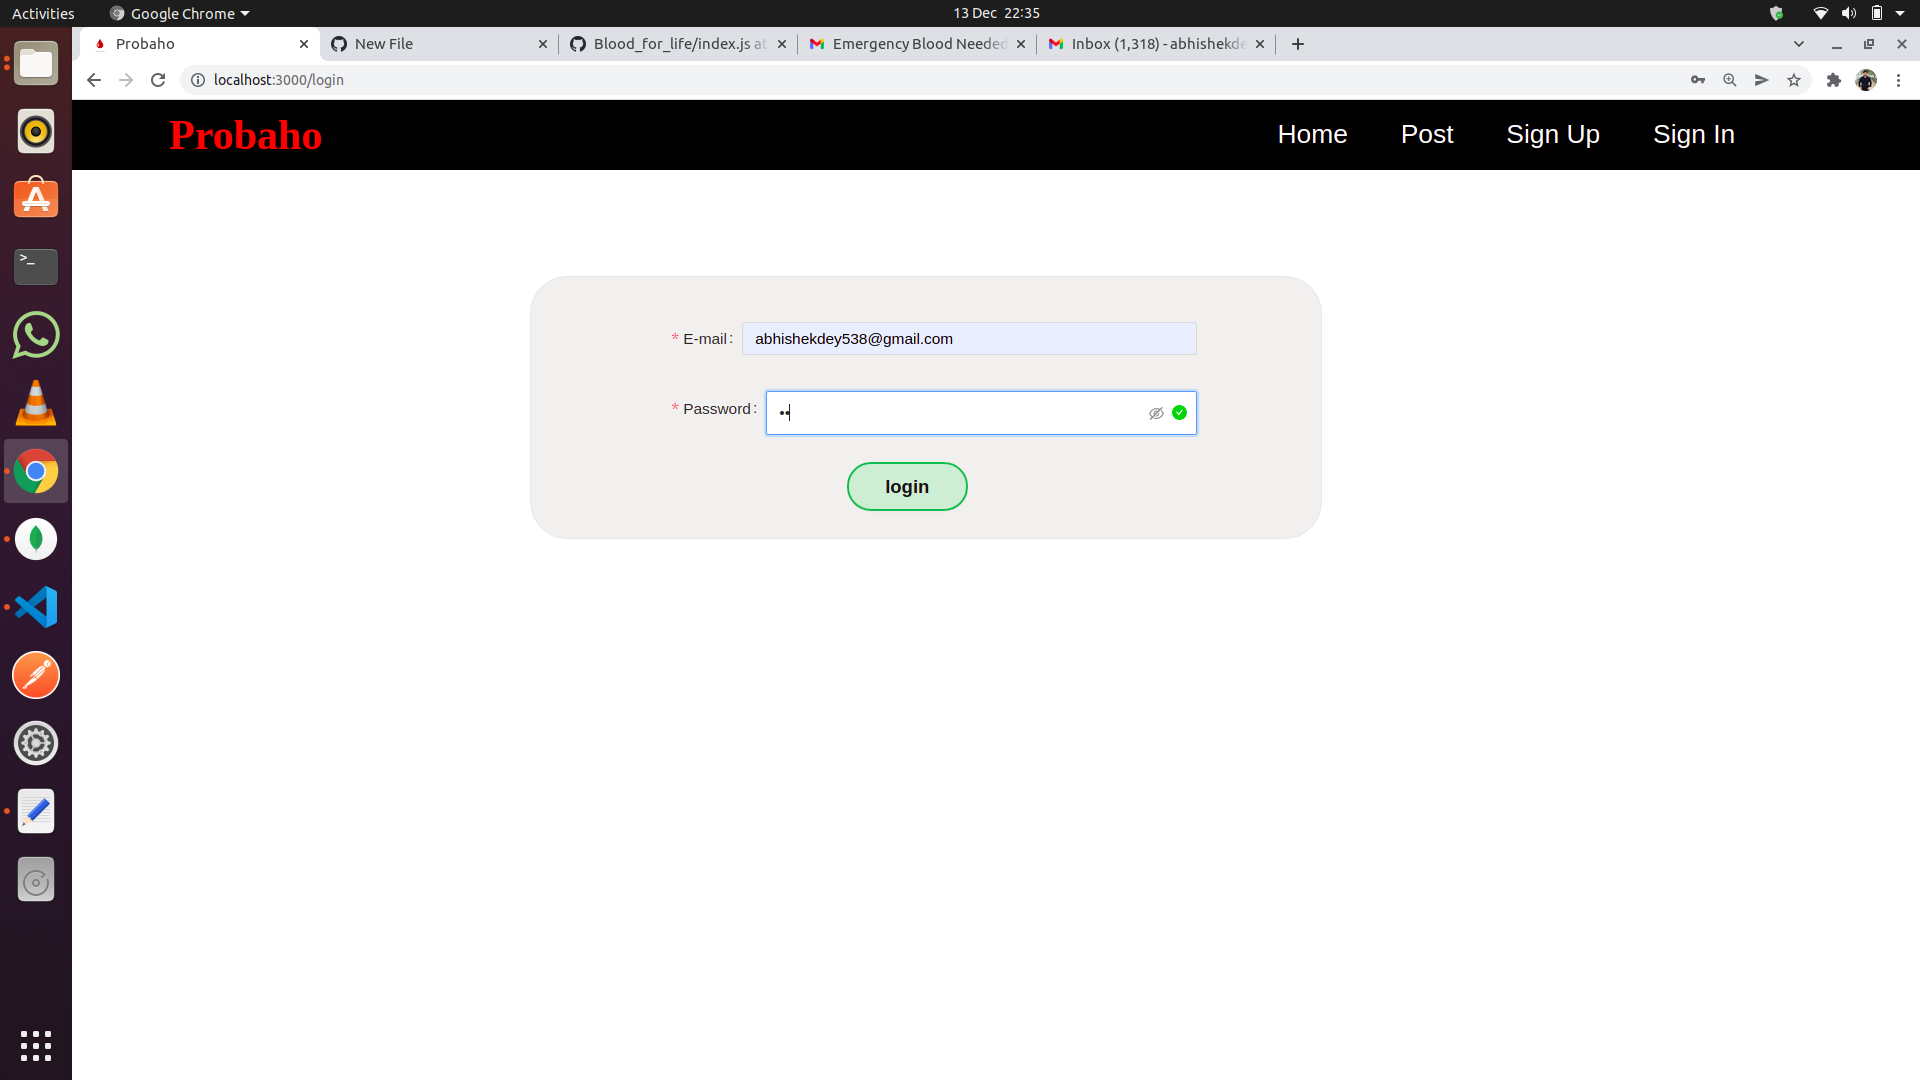 Activities
Google Chrome
13 Dec 22:35
Probaho
New File
Blood_for_life/index.js at
Emergency Blood Needed
Inbox (1,318) - abhishekde
localhost:3000/login
Probaho
Home
Post
Sign Up
Sign In
* E-mail:
abhishekdey538@gmail.com
* Password:
••
login